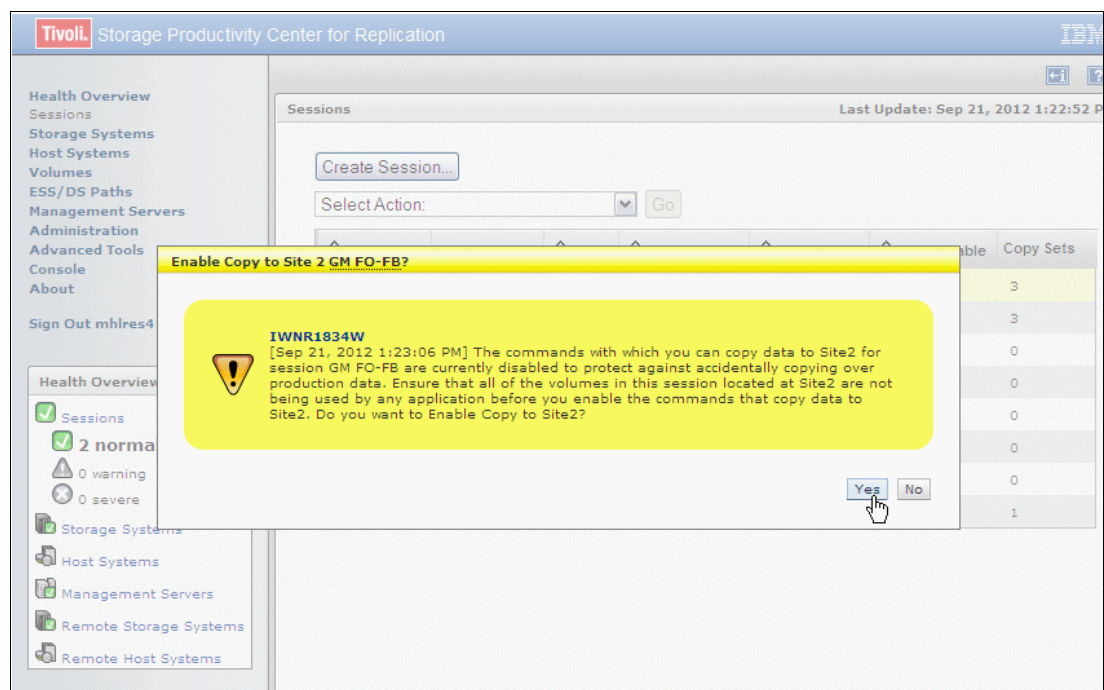 Tivoli. Storage Productivity Center for Replication
IBM
Health Overview
Sessions
Storage Systems
Host Systems
Volumes
ESS/DS Paths
Management Servers
Administration
Advanced Tools
Console
About
Sign Out mhlres4
Health Overview
Sessions
2 norma
0 warning
0 severe
Storage Systems
Host Systems
Management Servers
Remote Storage Systems
Remote Host Systems
Sessions
Last Update: Sep 21, 2012 1:22:52 P
Create Session...
Select Action:
Go
able
Copy Sets
3
3
0
0
0
0
0
1
Enable Copy to Site 2 GM FO-FB?
IWNR1834W
[Sep 21, 2012 1:23:06 PM] The commands with which you can copy data to Site2 for
session GM FO-FB are currently disabled to protect against accidentally copying over
production data. Ensure that all of the volumes in this session located at Site2 are not
being used by any application before you enable the commands that copy data to
Site2. Do you want to Enable Copy to Site2?
Yes
No